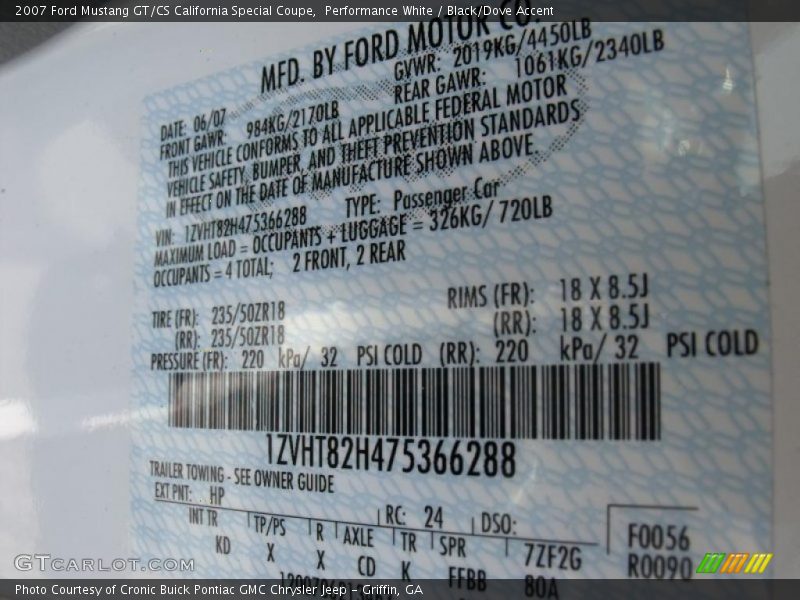 2007 Ford Mustang GT/CS California Special Coupe,  Performance White / Black/Dove Accent
MFD. BY FORD MOTOR CO.
DATE: 06/07 GVWR: 2019KG/4450LB
FRONT GAWR: 984KG/2170LB REAR GAWR: 1061KG/2340LB
THIS VEHICLE CONFORMS TO ALL APPLICABLE FEDERAL MOTOR
VEHICLE SAFETY, BUMPER, AND THEFT PREVENTION STANDARDS
IN EFFECT ON THE DATE OF MANUFACTURE SHOWN ABOVE.
VIN: 1ZVHT82H475366288 TYPE: Passenger Car
MAXIMUM LOAD = OCCUPANTS + LUGGAGE = 326KG/ 720LB
OCCUPANTS = 4 TOTAL; 2 FRONT, 2 REAR
TIRE (FR): 235/50ZR18 RIMS (FR): 18 X 8.5J
(RR): 235/50ZR18 (RR): 18 X 8.5J
PRESSURE (FR): 220 kPa/ 32 PSI COLD (RR): 220 kPa/ 32 PSI COLD
1ZVHT82H475366288
TRAILER TOWING - SEE OWNER GUIDE
EXT PNT: HP RC: 24 DSO: F0056
INT TR TP/PS R AXLE TR SPR 7ZF2G R0090
KD X X CD K FFBB 80A
GTCARLOT.COM
Photo Courtesy of Cronic Buick Pontiac GMC Chrysler Jeep - Griffin, GA